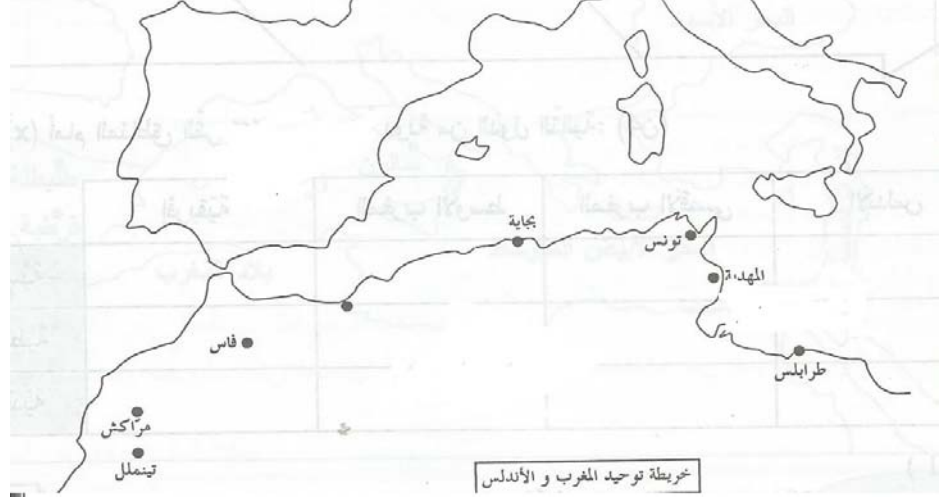 بجاية
تونس
المهدية
فاس
طرابلس
مراكش
تينملل
خريطة توحيد المغرب و الأندلس